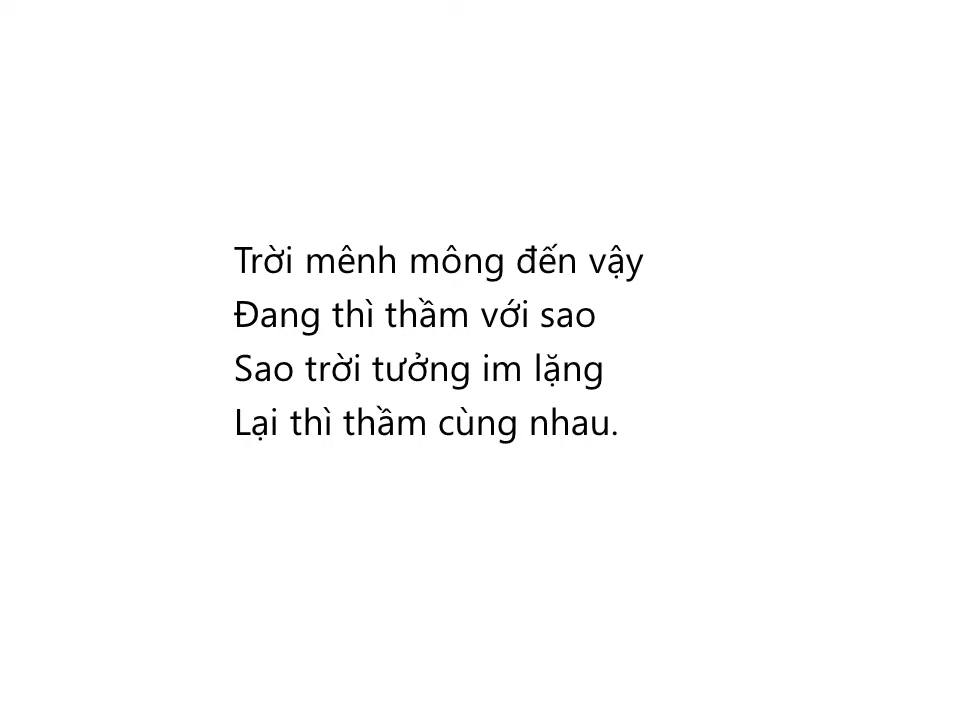 Trời mênh mông đến vậy
Đang thì thầm với sao
Sao trời tưởng im lặng
Lại thì thầm cùng nhau.